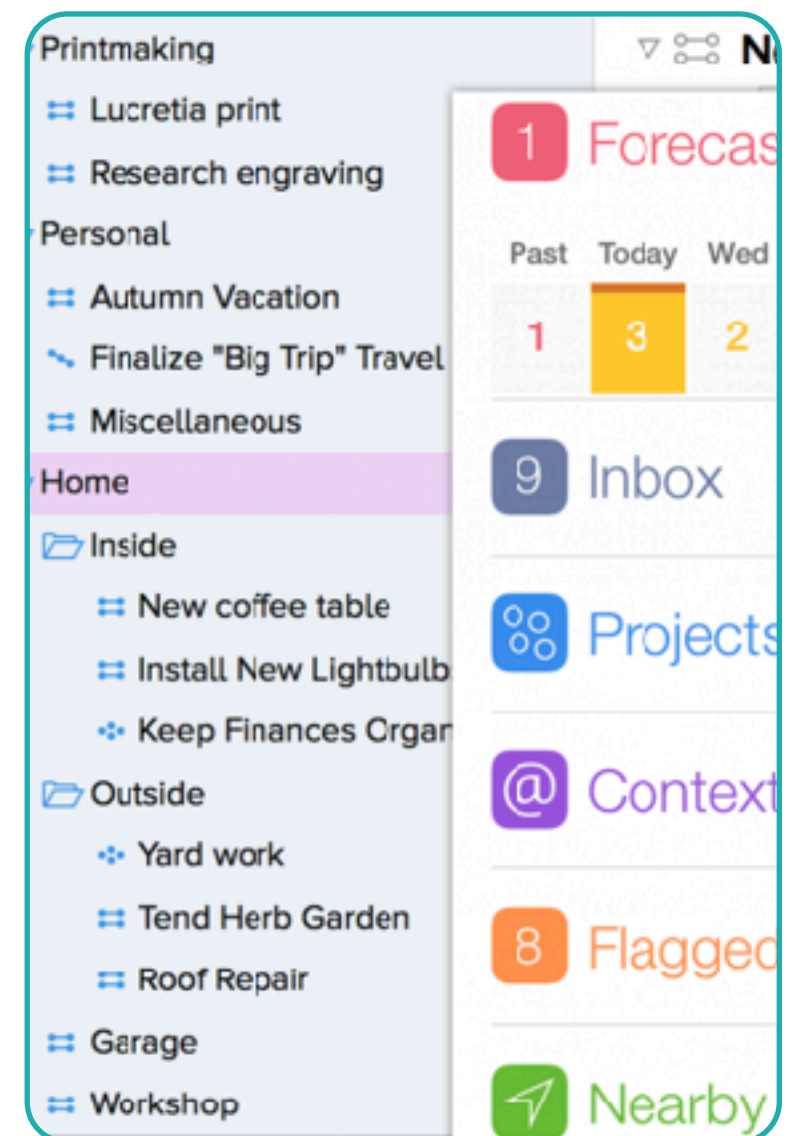 Printmaking
Lucretia print
Research engraving
Personal
Autumn Vacation
Finalize "Big Trip" Travel
Miscellaneous
Home
Inside
New coffee table
Install New Lightbulb
Keep Finances Organ
Outside
Yard work
Tend Herb Garden
Roof Repair
Garage
Workshop
1 Forecas
Past Today Wed
1 3 2
9 Inbox
Projects
@ Context
8 Flagged
Nearby